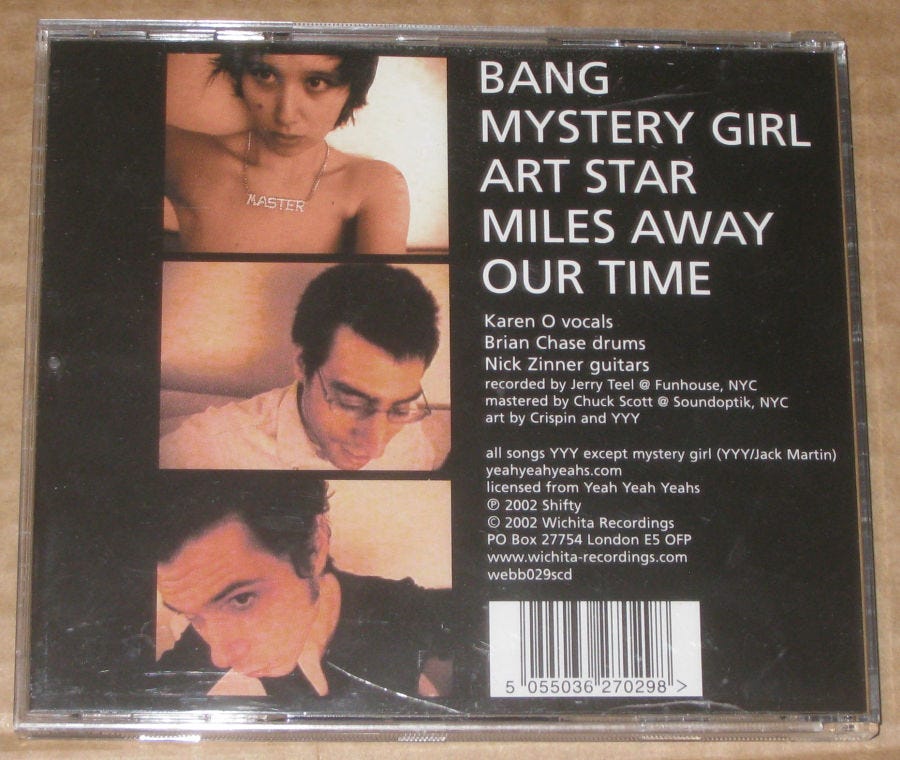 MASTER
BANG
MYSTERY GIRL
ART STAR
MILES AWAY
OUR TIME
Karen O vocals
Brian Chase drums
Nick Zinner guitars
recorded by Jerry Teel @ Funhouse, NYC
mastered by Chuck Scott @ Soundoptik, NYC
art by Crispin and YYY
all songs YYY except mystery girl (YYY/Jack Martin)
yeahyeahyeahs.com
licensed from Yeah Yeah Yeahs
℗ 2002 Shifty
© 2002 Wichita Recordings
PO Box 27754 London E5 OFP
www.wichita-recordings.com
webb029scd
5 055036 270298 >